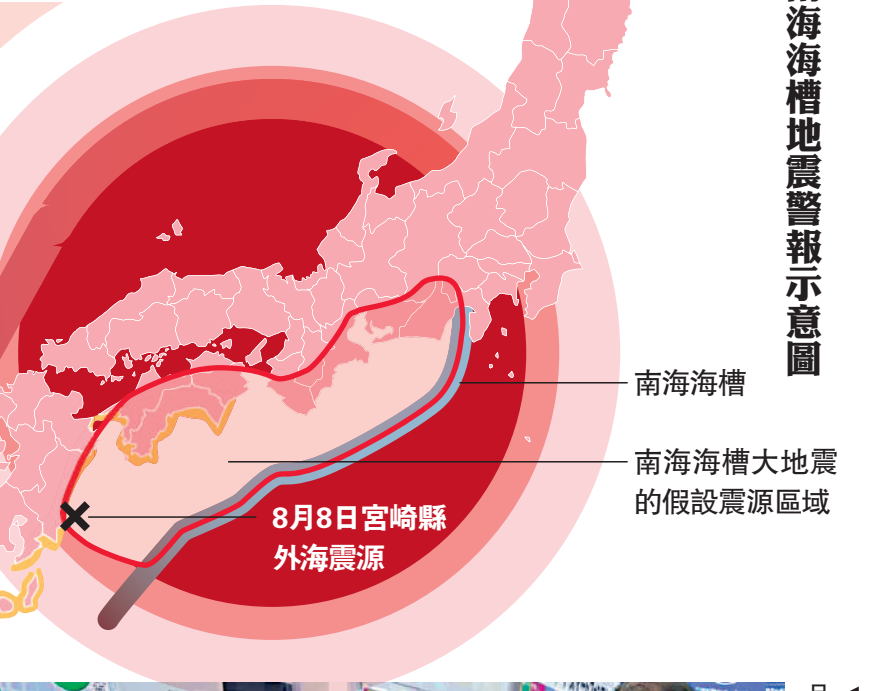 南海海槽地震警報示意圖
南海海槽
南海海槽大地震
的假設震源區域
8月8日宮崎縣
外海震源